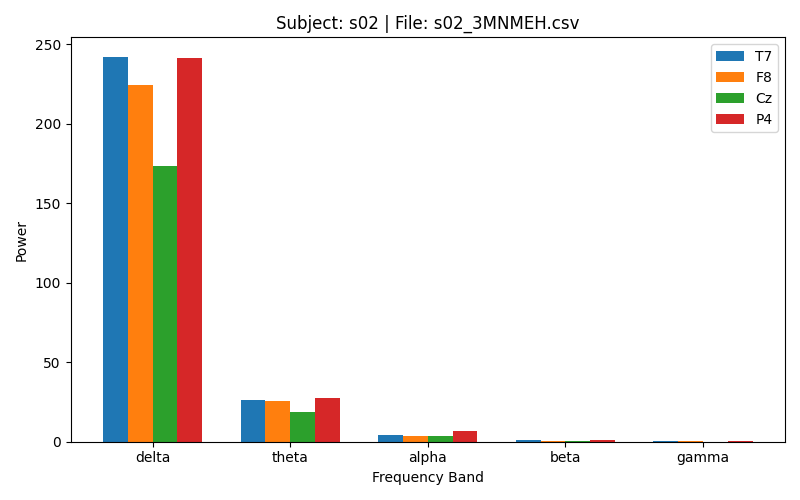 Subject: s02 | File: s02_3MNMEH.csv
T7
F8
Cz
P4
Power
250
200
150
100
50
0
delta theta alpha beta gamma
Frequency Band